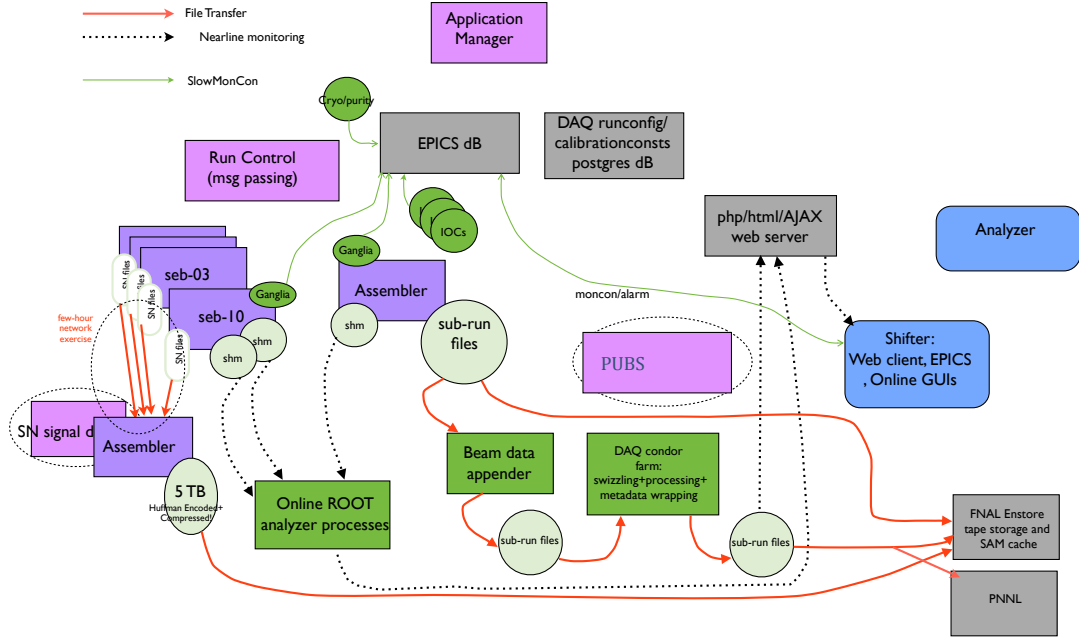 File Transfer
Nearline monitoring
SlowMonCon
Application
Manager
Cryo/purity
EPICS dB
DAQ runconfig/
calibrationconsts
postgres dB
Run Control
(msg passing)
IOCs
php/html/AJAX
web server
Analyzer
Ganglia
Ganglia
seb-03
seb-10
SN files
SN files
SN files
Assembler
shm
shm
shm
sub-run
files
moncon/alarm
few-hour
network
exercise
PUBS
Shifter:
Web client, EPICS
, Online GUIs
SN signal d
Assembler
Beam data
appender
DAQ condor
farm:
swizzling+processing+
metadata wrapping
5 TB
Huffman Encoded+
Compressed!
Online ROOT
analyzer processes
sub-run files
sub-run files
FNAL Enstore
tape storage and
SAM cache
PNNL